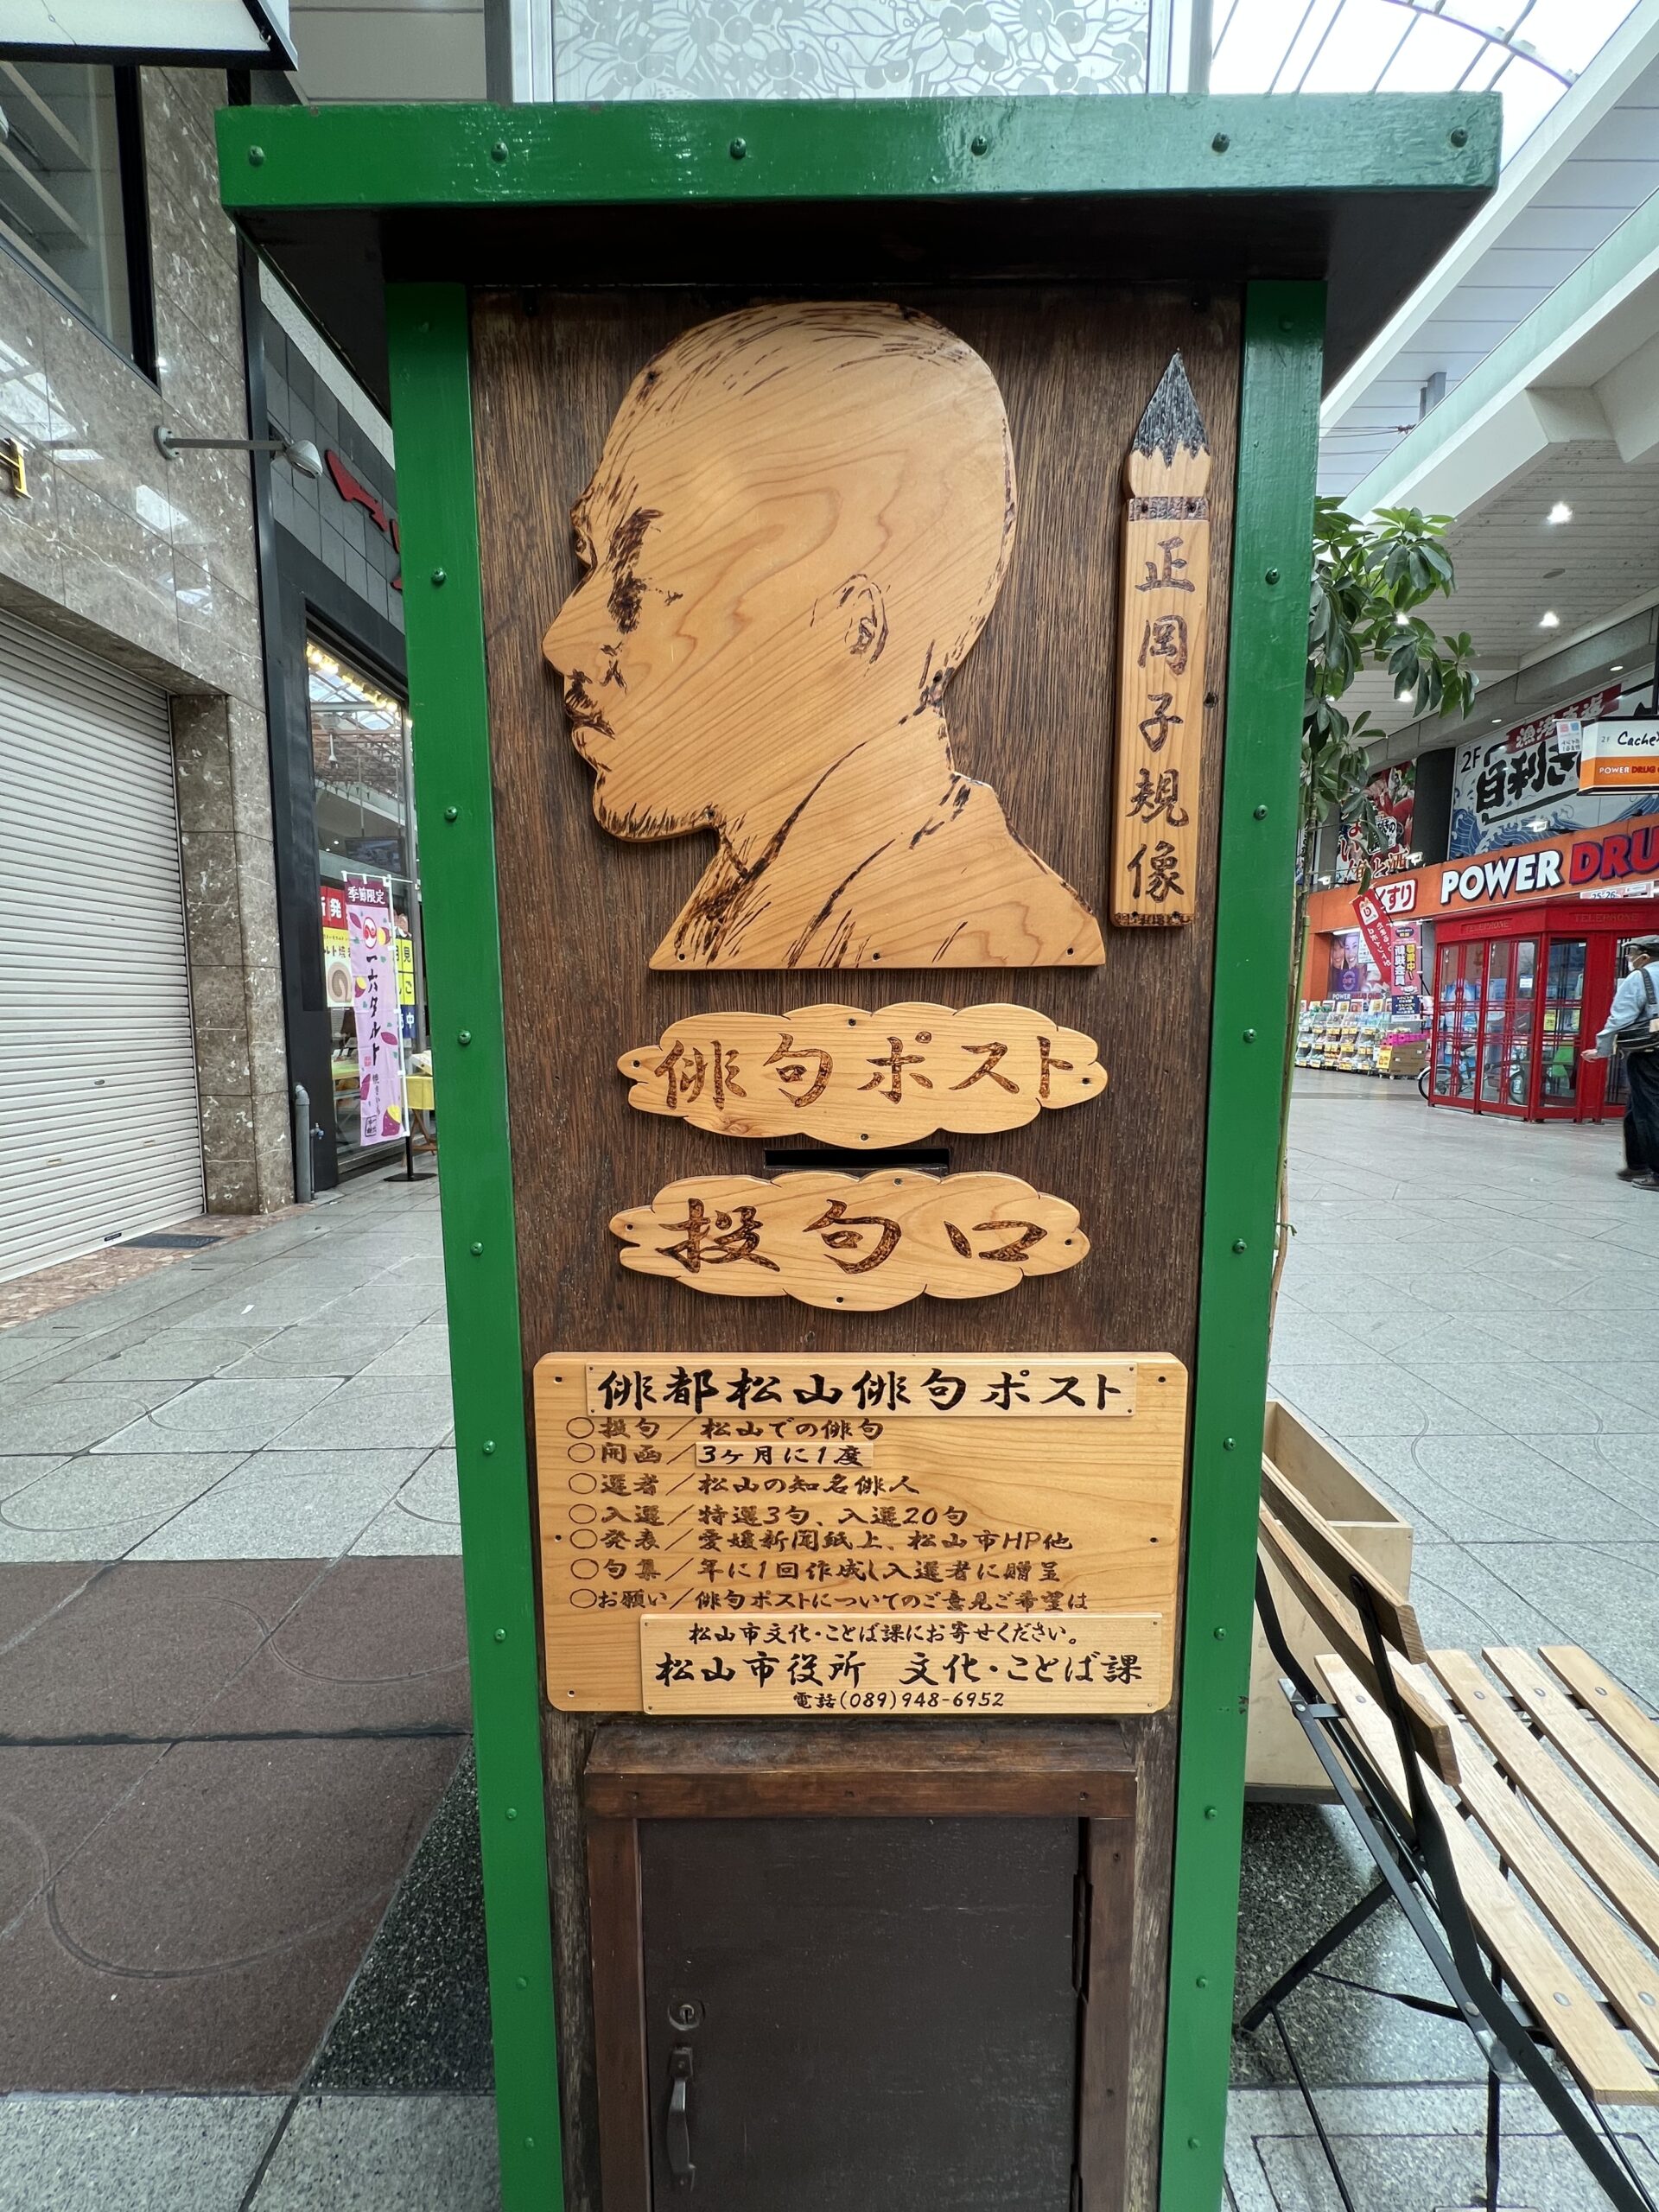 正岡子規像
俳句ポスト
投句口
俳都松山俳句ポスト
○投句/松山での俳句
○開函/3ヶ月に1度
○選者/松山の知名俳人
○入選/特選3句、入選20句
○発表/愛媛新聞紙上、松山市HP他
○句集/年に1回作成し入選者に贈呈
○お願い/俳句ポストについてのご意見ご希望は
松山市文化・ことば課にお寄せください。
松山市役所 文化・ことば課
電話(089)948-6952
季節限定
一六タルト
2F
Cache
POWER DRUG
POWER DRU
くすり
TELEPHONE
TELEPHONE